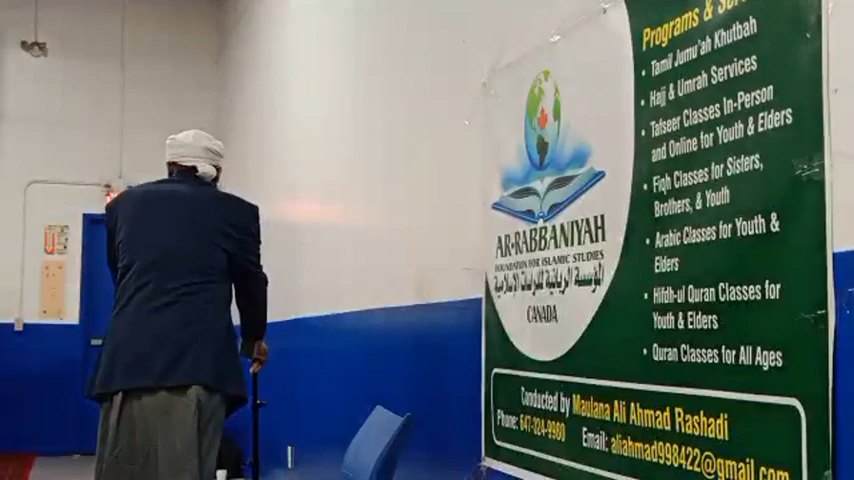 Programs &
• Tamil Jumu'ah Khutbah
• Hajj & Umrah Services
• Tafseer Classes In-Person
and Online for Youth & Elders
• Fiqh Classes for Sisters,
Brothers, & Youth
• Arabic Classes for Youth &
Elders
• Hifdh-ul Quran Classes for
Youth & Elders
• Quran Classes for All Ages
AR-RABBANIYAH
FOUNDATION FOR ISLAMIC STUDIES
المؤسسة الربانية للدراسات الإسلامية
CANADA
Conducted by Maulana Ali Ahmad Rashadi
Phone: 647-824-9960
Email: aliahmad998422@gmail.com